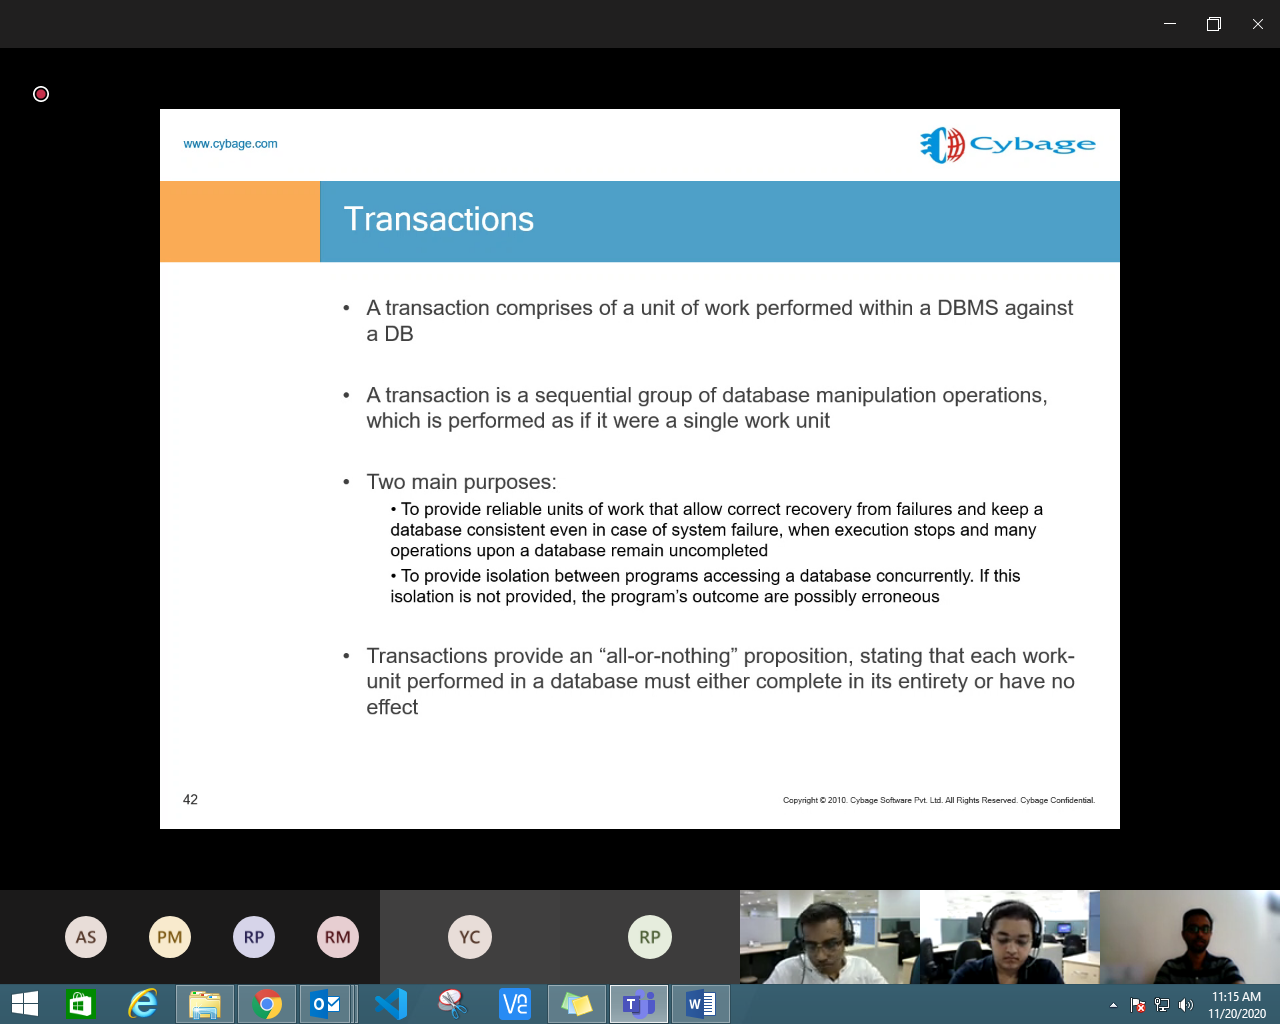 www.cybage.com
Cybage
Transactions
• A transaction comprises of a unit of work performed within a DBMS against
a DB
• A transaction is a sequential group of database manipulation operations,
which is performed as if it were a single work unit
• Two main purposes:
• To provide reliable units of work that allow correct recovery from failures and keep a
database consistent even in case of system failure, when execution stops and many
operations upon a database remain uncompleted
• To provide isolation between programs accessing a database concurrently. If this
isolation is not provided, the program’s outcome are possibly erroneous
• Transactions provide an “all-or-nothing” proposition, stating that each work-
unit performed in a database must either complete in its entirety or have no
effect
42
Copyright © 2010. Cybage Software Pvt. Ltd. All Rights Reserved. Cybage Confidential.
AS PM RP RM YC RP
11:15 AM
11/20/2020